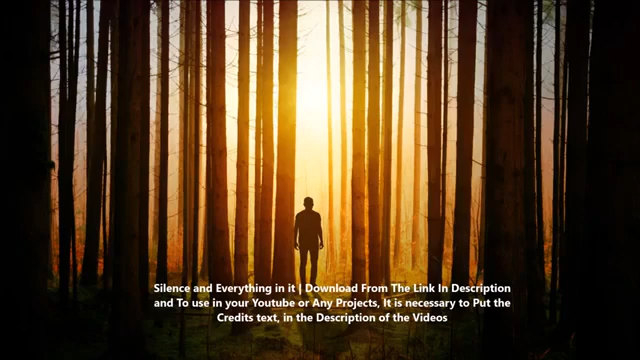 Silence and Everything in it | Download From The Link In Description
and To use in your Youtube or Any Projects, It is necessary to Put the
Credits text, in the Description of the Videos